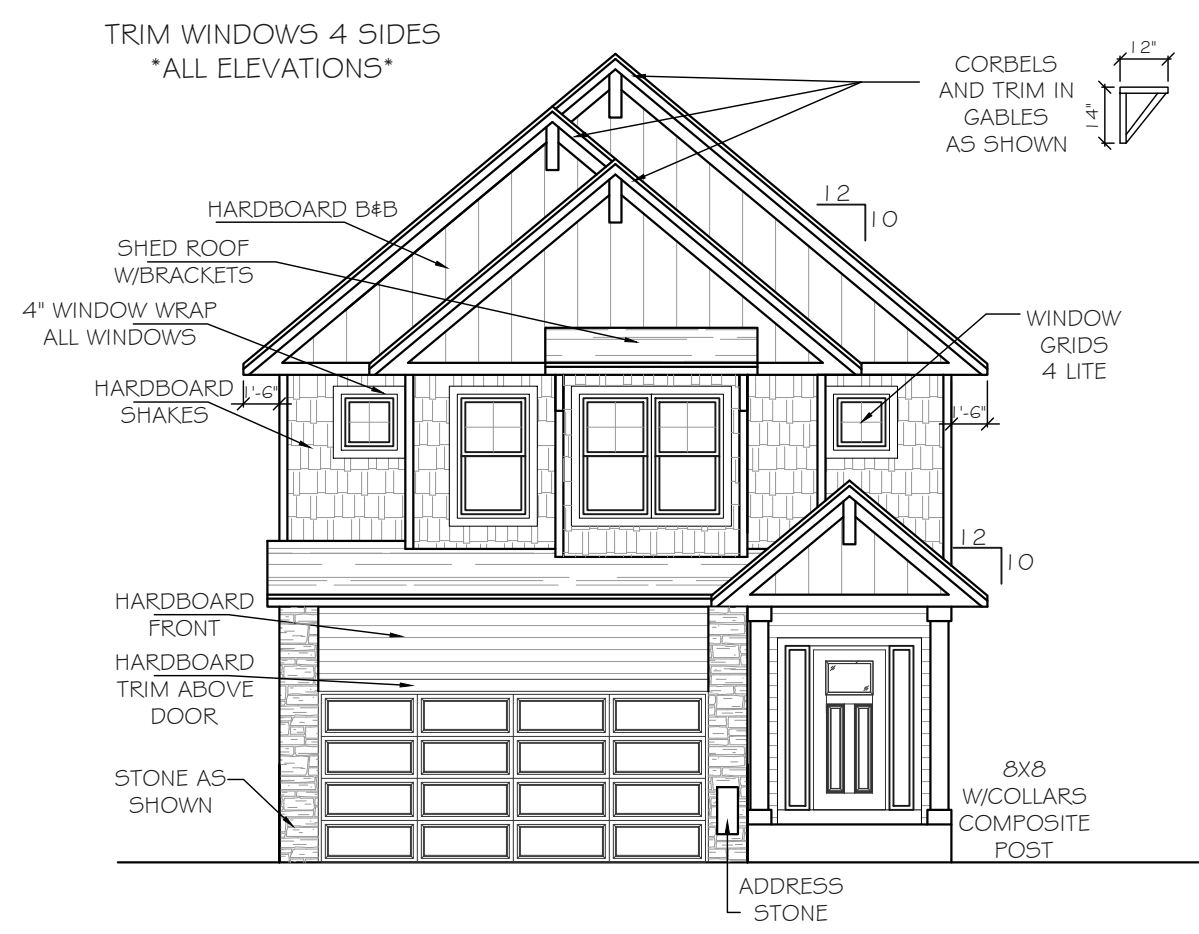 TRIM WINDOWS 4 SIDES
*ALL ELEVATIONS*
CORBELS
AND TRIM IN
GABLES
AS SHOWN
12"
14"
12
10
HARDBOARD B&B
SHED ROOF
W/BRACKETS
4" WINDOW WRAP
ALL WINDOWS
HARDBOARD
SHAKES
1'-6"
WINDOW
GRIDS
4 LITE
1'-6"
12
10
HARDBOARD
FRONT
HARDBOARD
TRIM ABOVE
DOOR
STONE AS
SHOWN
8X8
W/COLLARS
COMPOSITE
POST
ADDRESS
STONE